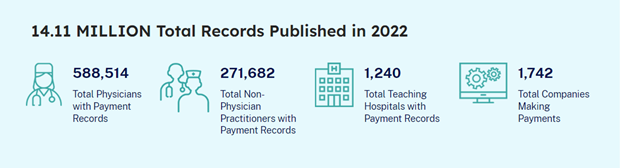 14.11 MILLION Total Records Published in 2022
588,514
Total Physicians
with Payment
Records
271,682
Total Non-
Physician
Practitioners with
Payment Records
H
1,240
Total Teaching
Hospitals with
Payment Records
1,742
Total Companies
Making
Payments